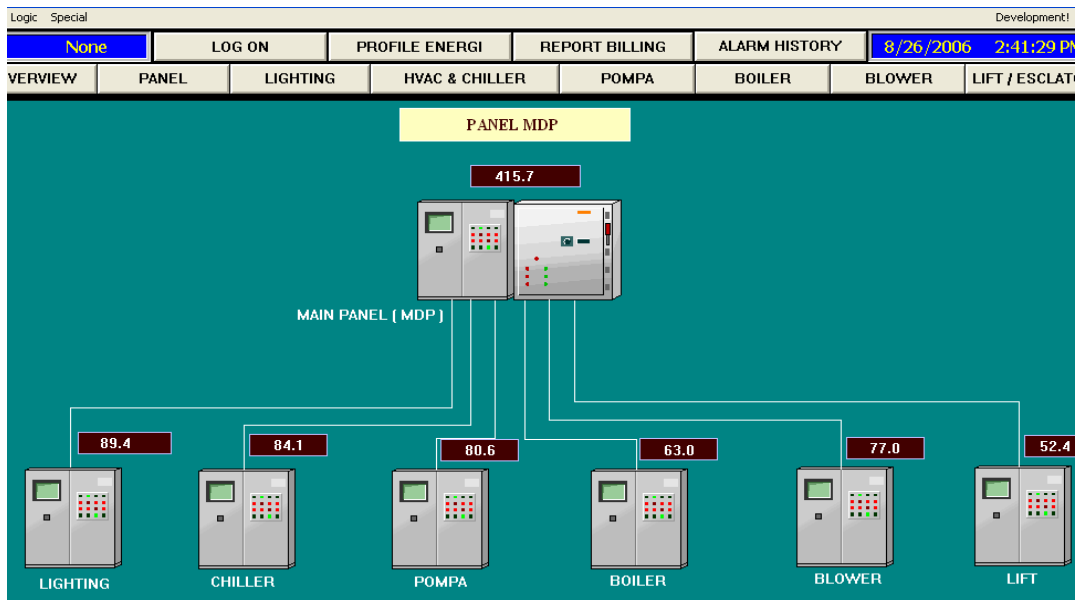 Logic Special Development!
None LOG ON PROFILE ENERGI REPORT BILLING ALARM HISTORY 8/26/2006 2:41:29 PM
VERVIEW PANEL LIGHTING HVAC & CHILLER POMPA BOILER BLOWER LIFT / ESCLATO
PANEL MDP
415.7
MAIN PANEL ( MDP )
89.4 84.1 80.6 63.0 77.0 52.4
LIGHTING CHILLER POMPA BOILER BLOWER LIFT